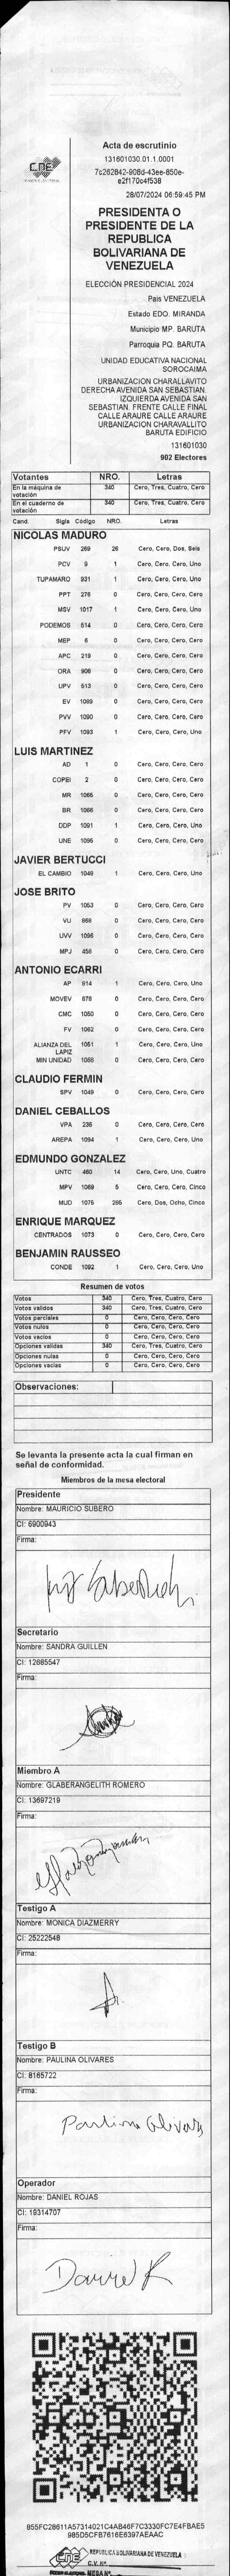 Acta de escrutinio
131601030.01.1.0001
7c262842-908d-43ee-850e-
e2f170c4f538
28/07/2024 06:59:45 PM
PRESIDENTA O
PRESIDENTE DE LA
REPUBLICA
BOLIVARIANA DE
VENEZUELA
ELECCIÓN PRESIDENCIAL 2024
Pais VENEZUELA
Estado EDO. MIRANDA
Municipio MP. BARUTA
Parroquia PQ. BARUTA
UNIDAD EDUCATIVA NACIONAL
SOROCAIMA
URBANIZACION CHARALLAVITO
DERECHA AVENIDA SAN SEBASTIAN.
IZQUIERDA AVENIDA SAN
SEBASTIAN. FRENTE CALLE FINAL
CALLE ARAURE CALLE ARAURE
URBANIZACION CHARAVALLITO
BARUTA EDIFICIO
131601030
902 Electores
CNE
Votantes NRO. Letras
En la máquina de votación 340 Cero, Tres, Cuatro, Cero
En el cuaderno de votación 340 Cero, Tres, Cuatro, Cero
Cand. Sigla Código NRO. Letras
NICOLAS MADURO
PSUV 269 26 Cero, Cero, Dos, Seis
PCV 9 1 Cero, Cero, Cero, Uno
TUPAMARO 931 1 Cero, Cero, Cero, Uno
PPT 276 0 Cero, Cero, Cero, Cero
MSV 1017 1 Cero, Cero, Cero, Uno
PODEMOS 514 0 Cero, Cero, Cero, Cero
MEP 6 0 Cero, Cero, Cero, Cero
APC 219 0 Cero, Cero, Cero, Cero
ORA 906 0 Cero, Cero, Cero, Cero
UPV 513 0 Cero, Cero, Cero, Cero
EV 1089 0 Cero, Cero, Cero, Cero
PVV 1090 0 Cero, Cero, Cero, Cero
PFV 1093 1 Cero, Cero, Cero, Uno
LUIS MARTINEZ
AD 1 0 Cero, Cero, Cero, Cero
COPEI 2 0 Cero, Cero, Cero, Cero
MR 1065 0 Cero, Cero, Cero, Cero
BR 1066 0 Cero, Cero, Cero, Cero
DDP 1091 1 Cero, Cero, Cero, Uno
UNE 1095 0 Cero, Cero, Cero, Cero
JAVIER BERTUCCI
EL CAMBIO 1048 1 Cero, Cero, Cero, Uno
JOSE BRITO
PV 1053 0 Cero, Cero, Cero, Cero
VU 868 0 Cero, Cero, Cero, Cero
UVV 1096 0 Cero, Cero, Cero, Cero
MPJ 458 0 Cero, Cero, Cero, Cero
ANTONIO ECARRI
AP 914 1 Cero, Cero, Cero, Uno
MOVEV 878 0 Cero, Cero, Cero, Cero
CMC 1050 0 Cero, Cero, Cero, Cero
FV 1062 0 Cero, Cero, Cero, Cero
ALIANZA DEL LAPIZ 1051 1 Cero, Cero, Cero, Uno
MIN UNIDAD 1068 0 Cero, Cero, Cero, Cero
CLAUDIO FERMIN
SPV 1049 0 Cero, Cero, Cero, Cero
DANIEL CEBALLOS
VPA 236 0 Cero, Cero, Cero, Cero
AREPA 1094 1 Cero, Cero, Cero, Uno
EDMUNDO GONZALEZ
UNTC 460 14 Cero, Cero, Uno, Cuatro
MPV 1069 5 Cero, Cero, Cero, Cinco
MUD 1076 285 Cero, Dos, Ocho, Cinco
ENRIQUE MARQUEZ
CENTRADOS 1073 0 Cero, Cero, Cero, Cero
BENJAMIN RAUSSEO
CONDE 1092 1 Cero, Cero, Cero, Uno
Resumen de votos
Votos 340 Cero, Tres, Cuatro, Cero
Votos validos 340 Cero, Tres, Cuatro, Cero
Votos parciales 0 Cero, Cero, Cero, Cero
Votos nulos 0 Cero, Cero, Cero, Cero
Votos vacios 0 Cero, Cero, Cero, Cero
Opciones validas 340 Cero, Tres, Cuatro, Cero
Opciones nulas 0 Cero, Cero, Cero, Cero
Opciones vacias 0 Cero, Cero, Cero, Cero
Observaciones:
Se levanta la presente acta la cual firman en
señal de conformidad.
Miembros de la mesa electoral
Presidente
Nombre: MAURICIO SUBERO
CI: 6900943
Firma:
Secretario
Nombre: SANDRA GUILLEN
CI: 12685547
Firma:
Miembro A
Nombre: GLABERANGELITH ROMERO
CI: 13697219
Firma:
Testigo A
Nombre: MONICA DIAZMERRY
CI: 25222548
Firma:
Testigo B
Nombre: PAULINA OLIVARES
CI: 8165722
Firma:
Paulina Olivares
Operador
Nombre: DANIEL ROJAS
CI: 19314707
Firma:
Daniel R
855FC28611A57314021C4AB46F7C3330FC7E4FBAE5
985D5CFB7616E6397AEAAC
CNE REPUBLICA BOLIVARIANA DE VENEZUELA
C.V. Nº
MESA Nº